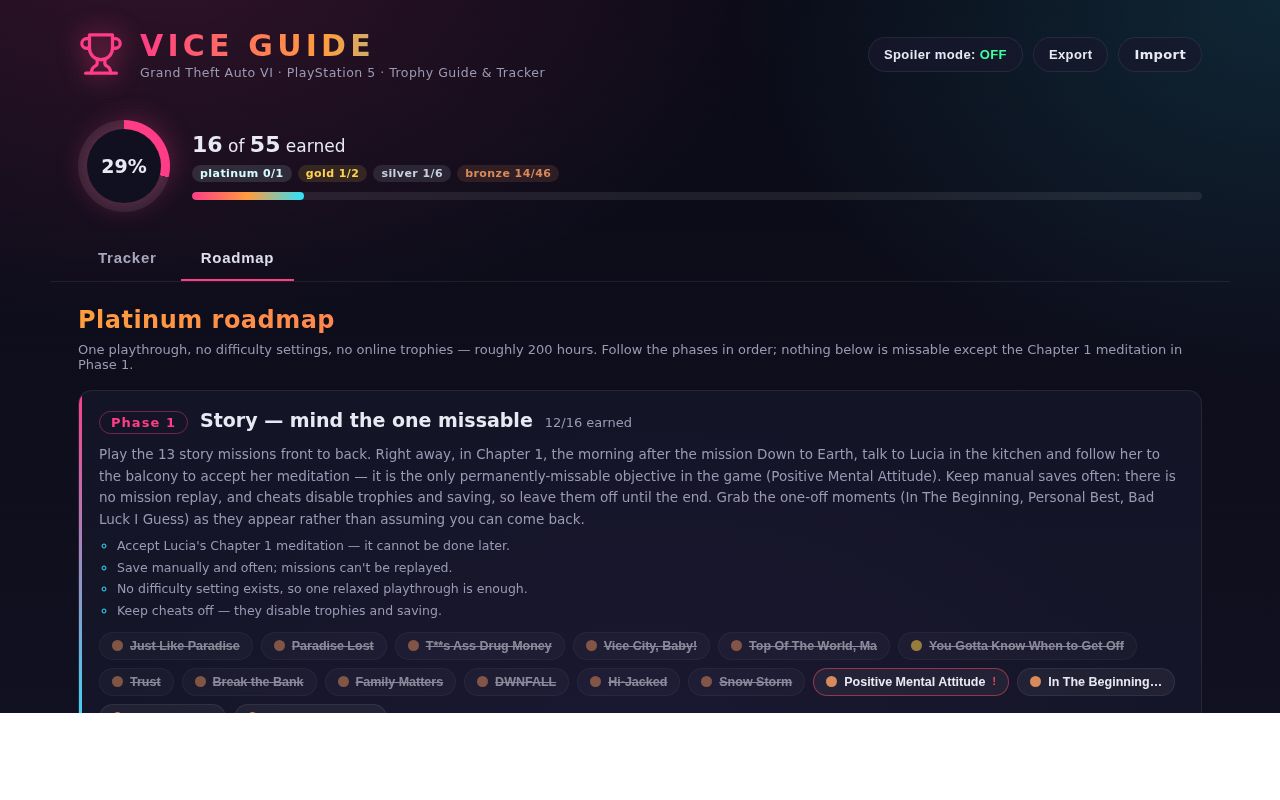 VICE GUIDE
Grand Theft Auto VI · PlayStation 5 · Trophy Guide & Tracker
Spoiler mode: OFF
Export
Import
29%
16 of 55 earned
platinum 0/1
gold 1/2
silver 1/6
bronze 14/46
Tracker
Roadmap
Platinum roadmap
One playthrough, no difficulty settings, no online trophies — roughly 200 hours. Follow the phases in order; nothing below is missable except the Chapter 1 meditation in
Phase 1.
Phase 1
Story — mind the one missable
12/16 earned
Play the 13 story missions front to back. Right away, in Chapter 1, the morning after the mission Down to Earth, talk to Lucia in the kitchen and follow her to
the balcony to accept her meditation — it is the only permanently-missable objective in the game (Positive Mental Attitude). Keep manual saves often: there is
no mission replay, and cheats disable trophies and saving, so leave them off until the end. Grab the one-off moments (In The Beginning, Personal Best, Bad
Luck I Guess) as they appear rather than assuming you can come back.
Accept Lucia's Chapter 1 meditation — it cannot be done later.
Save manually and often; missions can't be replayed.
No difficulty setting exists, so one relaxed playthrough is enough.
Keep cheats off — they disable trophies and saving.
Just Like Paradise
Paradise Lost
T**s Ass Drug Money
Vice City, Baby!
Top Of The World, Ma
You Gotta Know When to Get Off
Trust
Break the Bank
Family Matters
DWNFALL
Hi-Jacked
Snow Storm
Positive Mental Attitude !
In The Beginning...